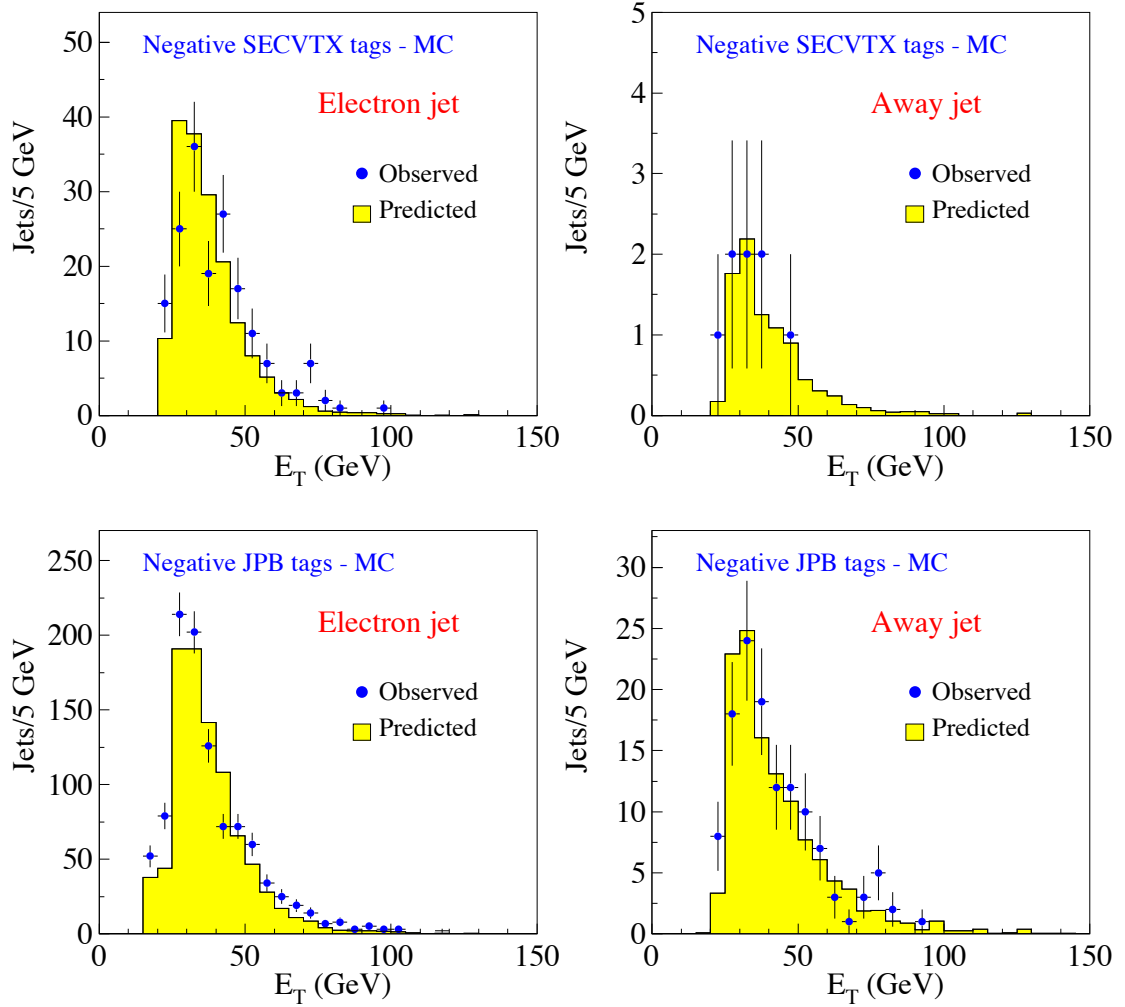 Negative SECVTX tags - MC
Electron jet
Observed
Predicted
Jets/5 GeV
50
40
30
20
10
0
0
50
100
150
E_T (GeV)
Negative SECVTX tags - MC
Away jet
Observed
Predicted
Jets/5 GeV
5
4
3
2
1
0
0
50
100
150
E_T (GeV)
Negative JPB tags - MC
Electron jet
Observed
Predicted
Jets/5 GeV
250
200
150
100
50
0
0
50
100
150
E_T (GeV)
Negative JPB tags - MC
Away jet
Observed
Predicted
Jets/5 GeV
30
25
20
15
10
5
0
0
50
100
150
E_T (GeV)